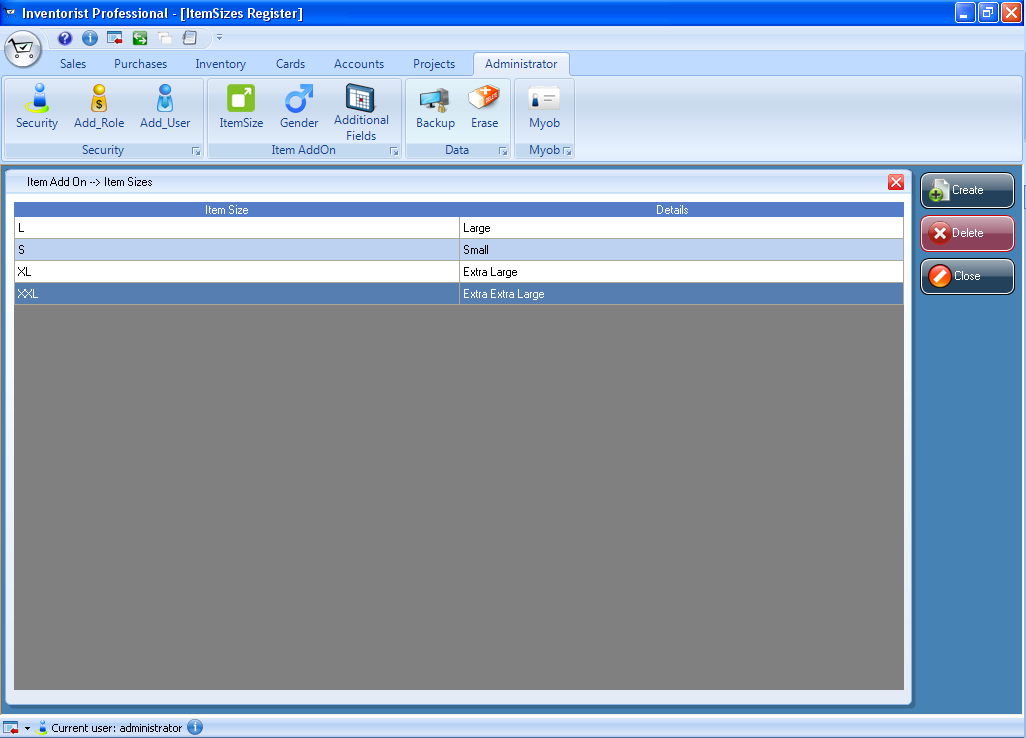 Inventorist Professional - [ItemSizes Register]
Sales Purchases Inventory Cards Accounts Projects Administrator
Security Add_Role Add_User ItemSize Gender Additional Fields Backup Erase Myob
Security Item AddOn Data Myob
Item Add On --> Item Sizes
Create
Item Size Details
L Large
Delete
S Small
XL Extra Large
Close
XXL Extra Extra Large
Current user: administrator